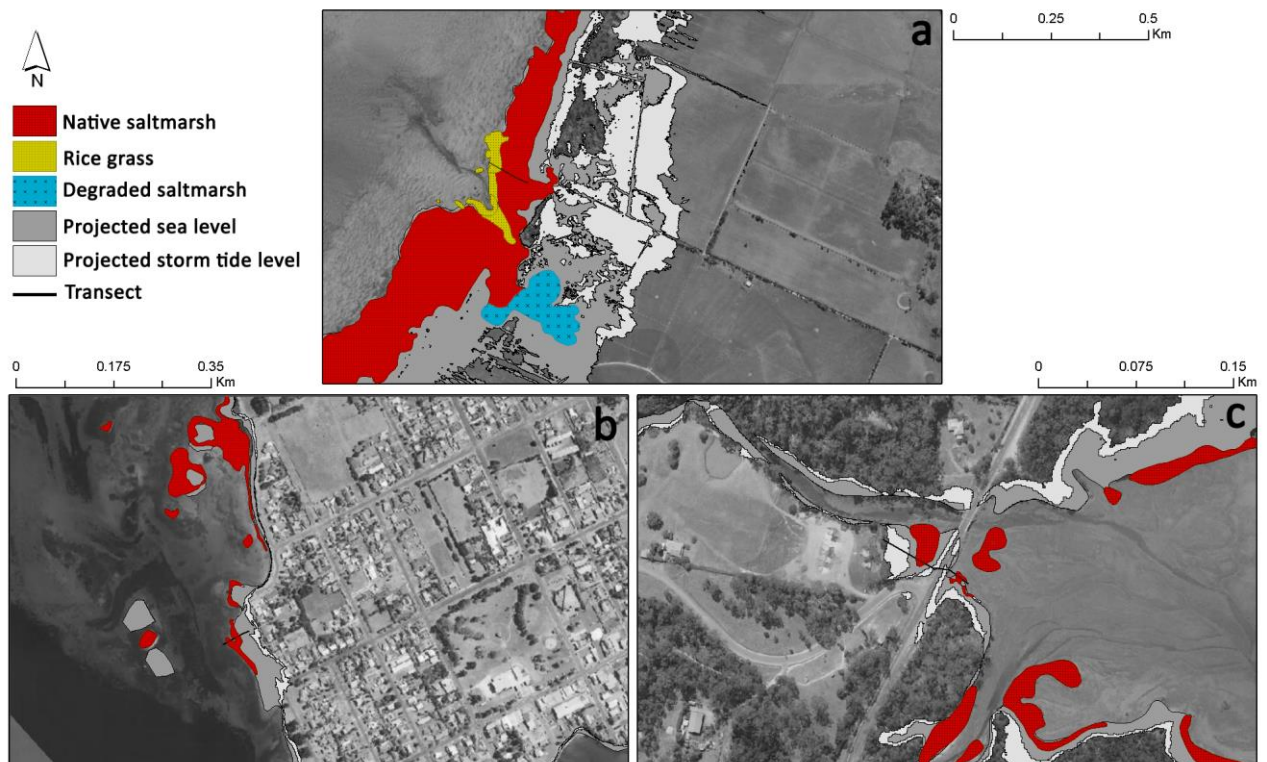 a
0 0.25 0.5
Km
N
Native saltmarsh
Rice grass
Degraded saltmarsh
Projected sea level
Projected storm tide level
Transect
0 0.175 0.35
Km
0 0.075 0.15
Km
b
c